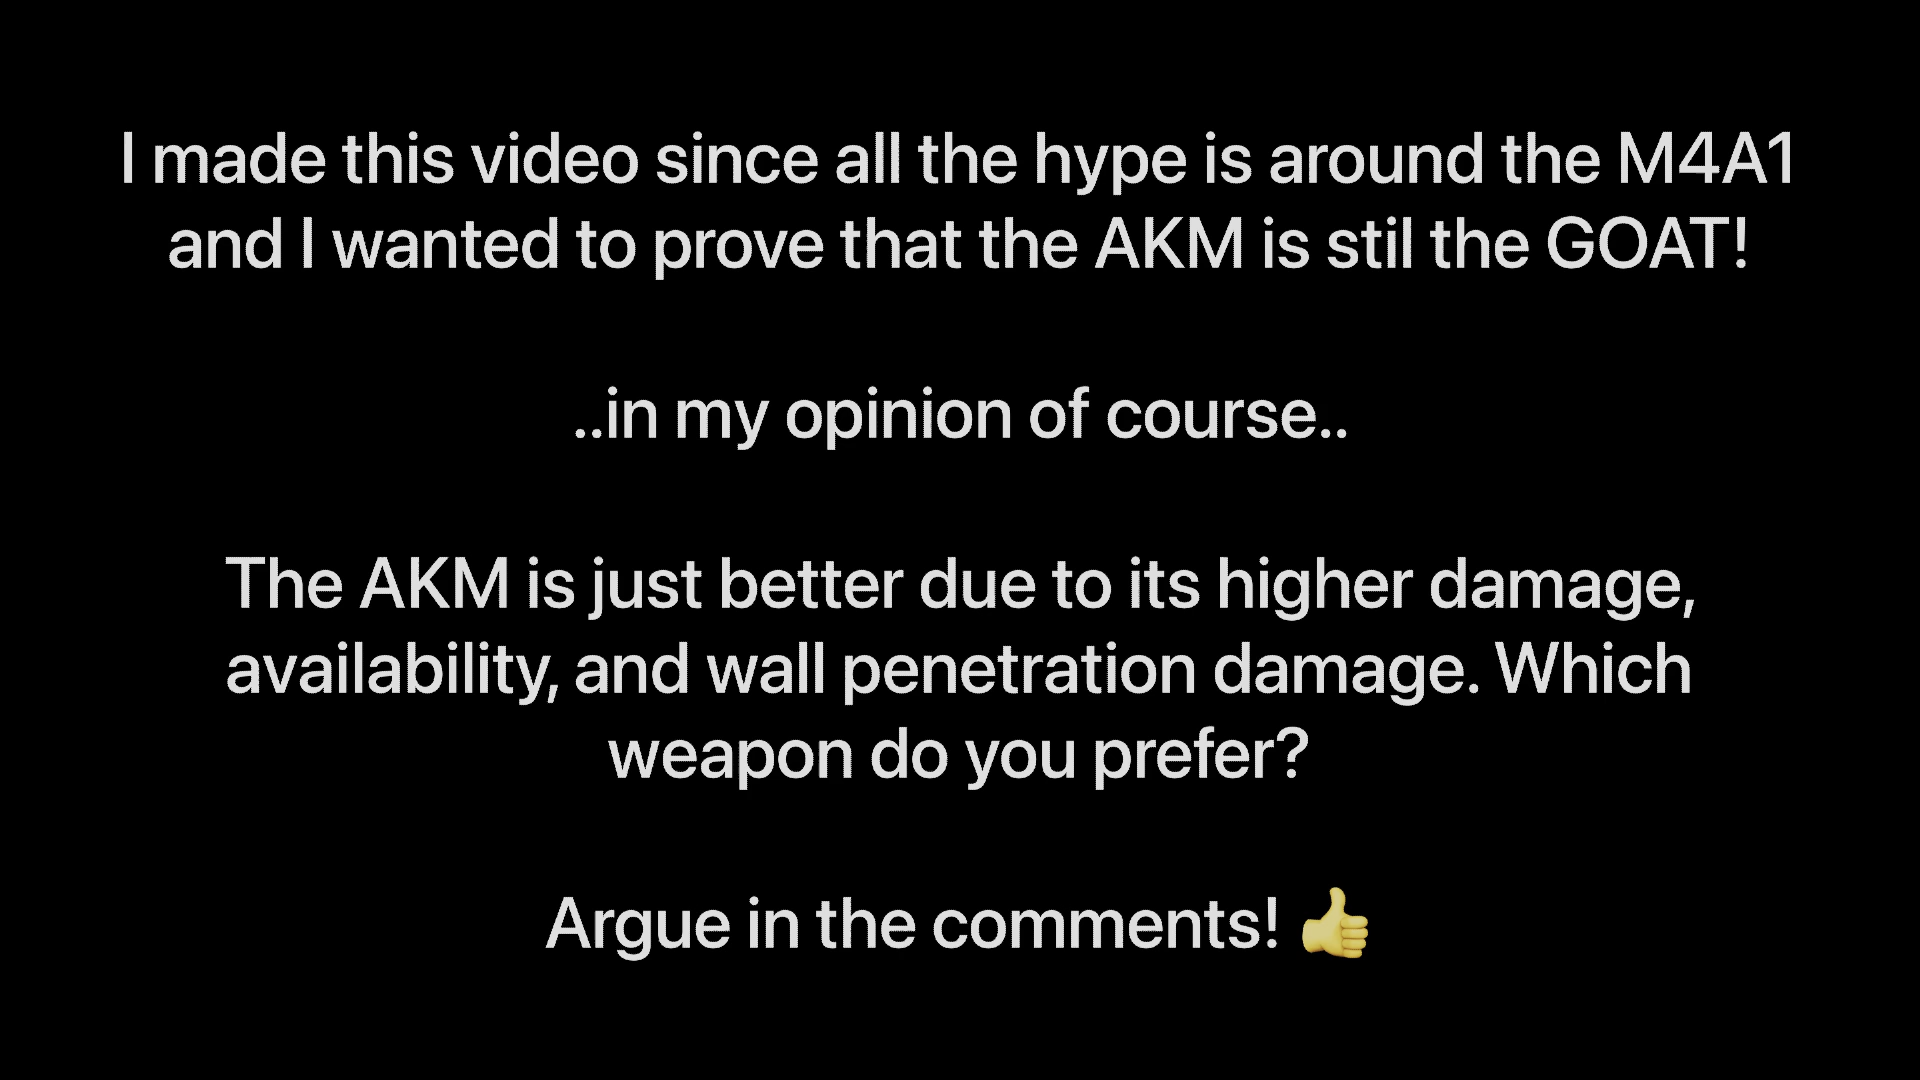 I made this video since all the hype is around the M4A1
and I wanted to prove that the AKM is stil the GOAT!
..in my opinion of course..
The AKM is just better due to its higher damage,
availability, and wall penetration damage. Which
weapon do you prefer?
Argue in the comments! 👍